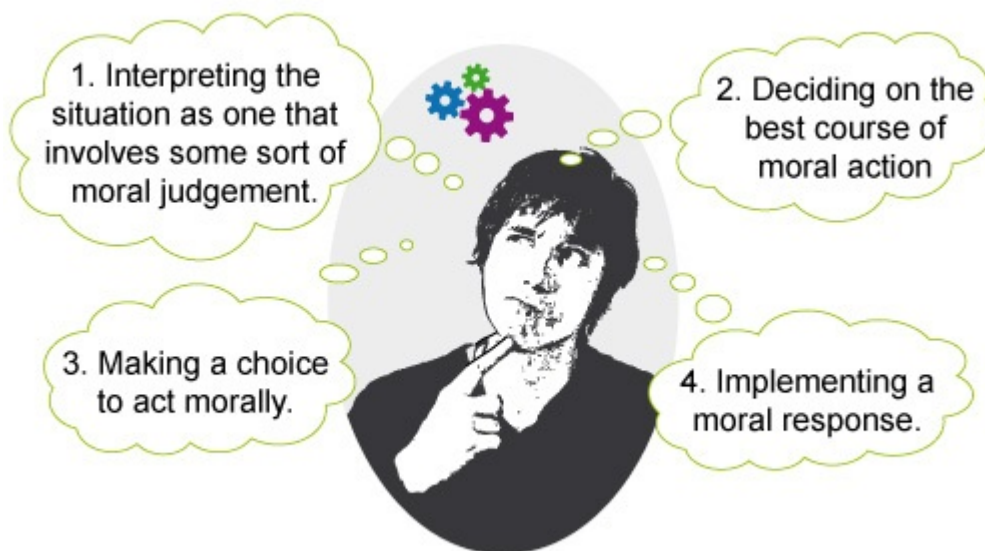 1. Interpreting the
situation as one that
involves some sort of
moral judgement.
2. Deciding on the
best course of
moral action
3. Making a choice
to act morally.
4. Implementing a
moral response.